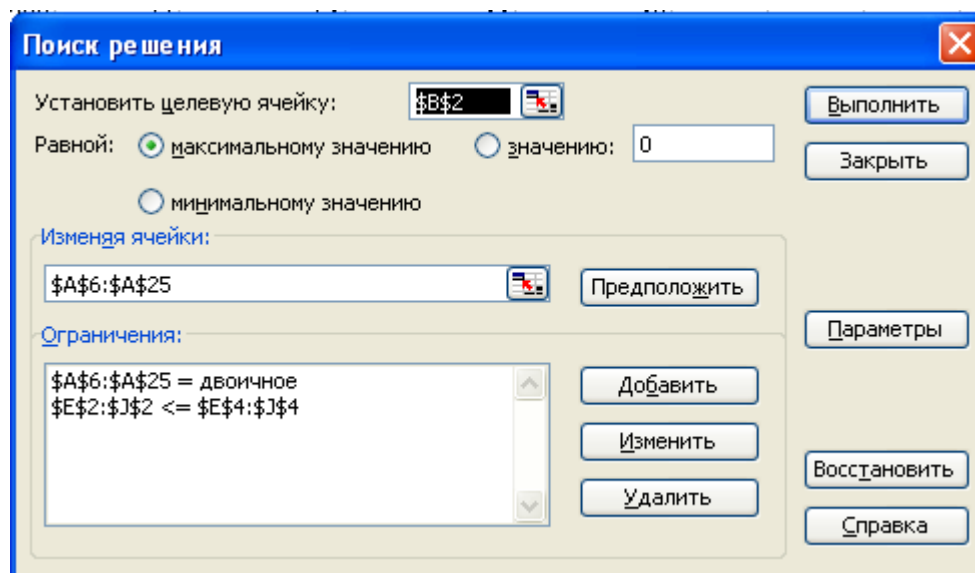 Поиск решения
Установить целевую ячейку: $B$2
Выполнить
Равной: максимальному значению значению: 0
Закрыть
минимальному значению
Изменяя ячейки:
$A$6:$A$25
Предположить
Ограничения:
Параметры
$A$6:$A$25 = двоичное
$E$2:$J$2 <= $E$4:$J$4
Добавить
Изменить
Удалить
Восстановить
Справка